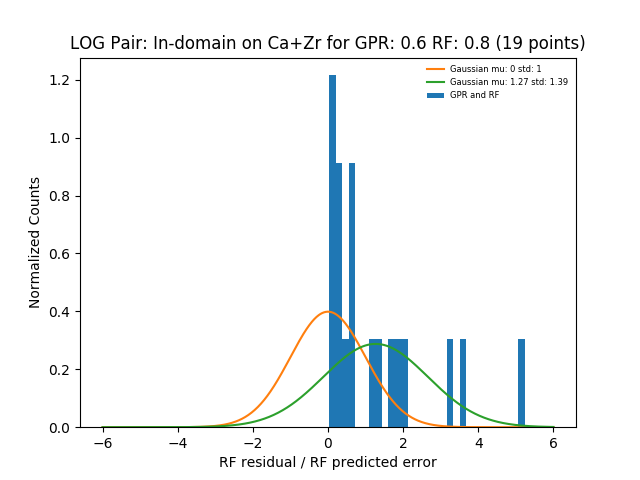 LOG Pair: In-domain on Ca+Zr for GPR: 0.6 RF: 0.8 (19 points)
Gaussian mu: 0 std: 1
Gaussian mu: 1.27 std: 1.39
GPR and RF
Normalized Counts
1.2
1.0
0.8
0.6
0.4
0.2
0.0
−6 −4 −2 0 2 4 6
RF residual / RF predicted error